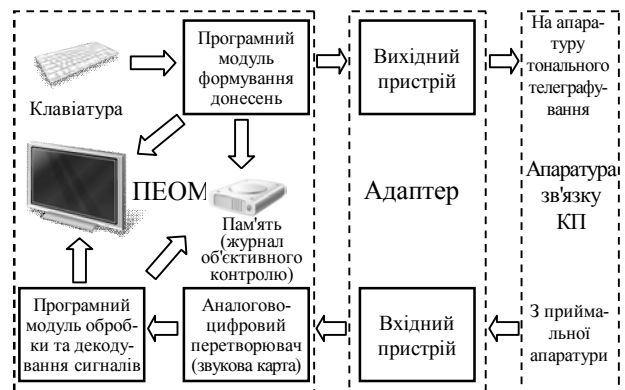 Програмний
модуль
формування
донесень
Клавіатура
Вихідний
пристрій
На апара-
туру
тонального
телеграфу-
вання
ПЕОМ
Адаптер
Апаратура
зв'язку
КП
Пам'ять
(журнал
об'єктивного
контролю)
Програмний
модуль оброб-
ки та декоду-
вання сигналів
Аналогово-
цифровий
перетворювач
(звукова карта)
Вхідний
пристрій
З прийма-
льної
апаратури